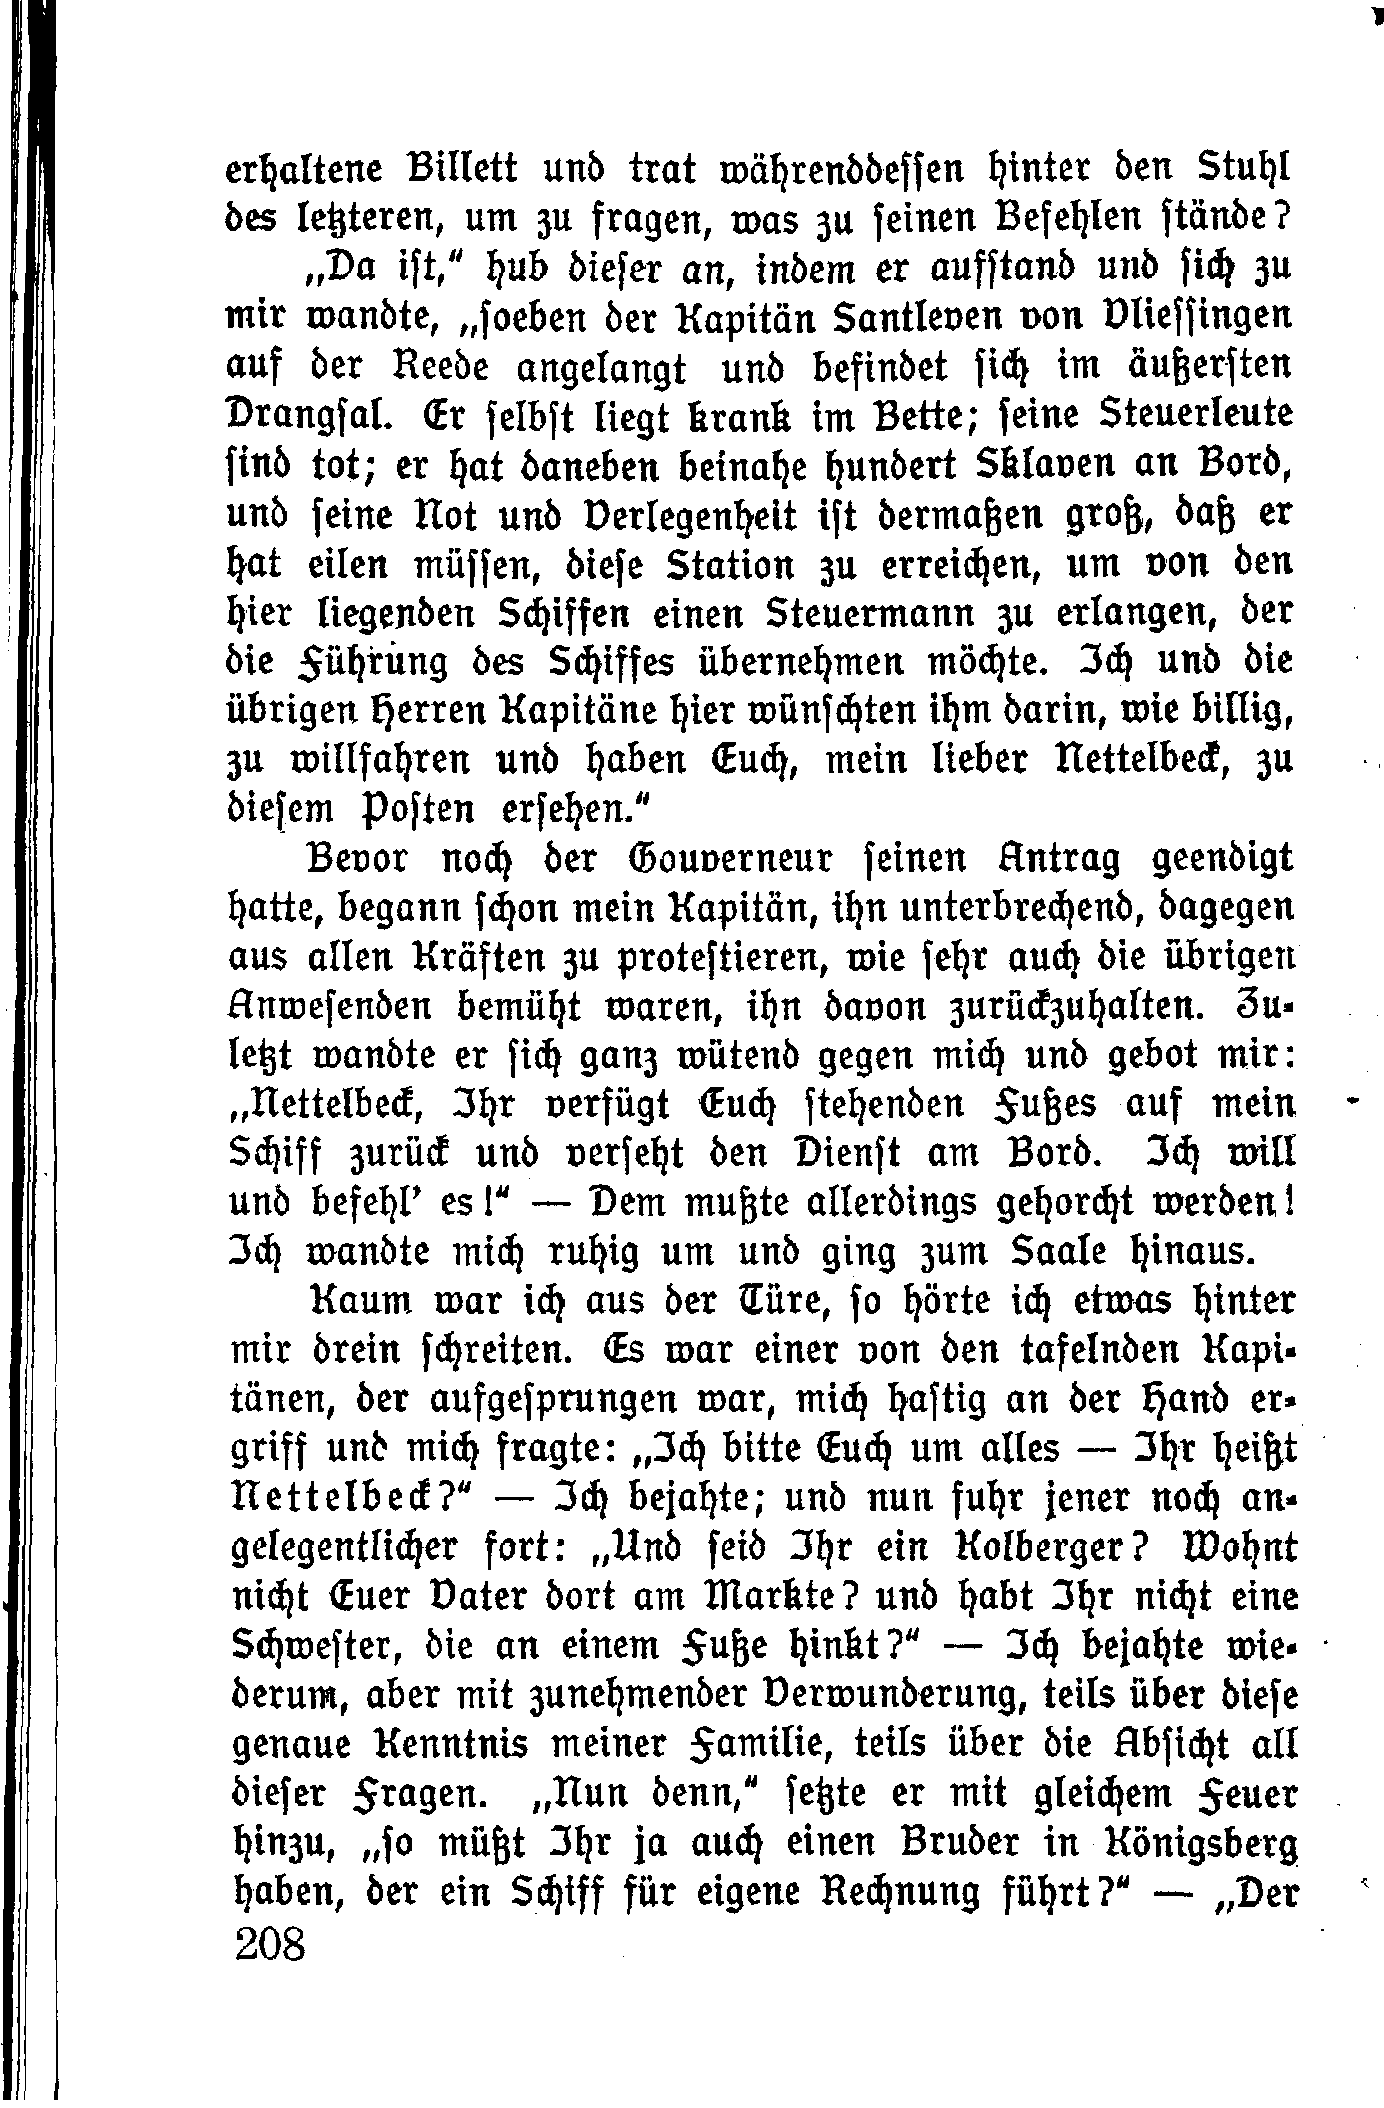 erhaltene Billett und trat währenddessen hinter den Stuhl
des letzteren, um zu fragen, was zu seinen Befehlen stände?
„Da ist,“ hub dieser an, indem er aufstand und sich zu
mir wandte, „soeben der Kapitän Santleven von Vliessingen
auf der Reede angelangt und befindet sich im äußersten
Drangsal. Er selbst liegt krank im Bette; seine Steuerleute
sind tot; er hat daneben beinahe hundert Sklaven an Bord,
und seine Not und Verlegenheit ist dermaßen groß, daß er
hat eilen müssen, diese Station zu erreichen, um von den
hier liegenden Schiffen einen Steuermann zu erlangen, der
die Führung des Schiffes übernehmen möchte. Ich und die
übrigen Herren Kapitäne hier wünschten ihm darin, wie billig,
zu willfahren und haben Euch, mein lieber Nettelbeck, zu
diesem Posten ersehen.“
Bevor noch der Gouverneur seinen Antrag geendigt
hatte, begann schon mein Kapitän, ihn unterbrechend, dagegen
aus allen Kräften zu protestieren, wie sehr auch die übrigen
Anwesenden bemüht waren, ihn davon zurückzuhalten. Zu-
letzt wandte er sich ganz wütend gegen mich und gebot mir:
„Nettelbeck, Ihr verfügt Euch stehenden Fußes auf mein
Schiff zurück und verseht den Dienst am Bord. Ich will
und befehl’ es!“ — Dem mußte allerdings gehorcht werden!
Ich wandte mich ruhig um und ging zum Saale hinaus.
Kaum war ich aus der Türe, so hörte ich etwas hinter
mir drein schreiten. Es war einer von den tafelnden Kapi-
tänen, der aufgesprungen war, mich hastig an der Hand er-
griff und mich fragte: „Ich bitte Euch um alles — Ihr heißt
Nettelbeck?“ — Ich bejahte; und nun fuhr jener noch an-
gelegentlicher fort: „Und seid Ihr ein Kolberger? Wohnt
nicht Euer Vater dort am Markte? und habt Ihr nicht eine
Schwester, die an einem Fuße hinkt?“ — Ich bejahte wie-
derum, aber mit zunehmender Verwunderung, teils über diese
genaue Kenntnis meiner Familie, teils über die Absicht all
dieser Fragen. „Nun denn,“ setzte er mit gleichem Feuer
hinzu, „so müßt Ihr ja auch einen Bruder in Königsberg
haben, der ein Schiff für eigene Rechnung führt?“ — „Der
208